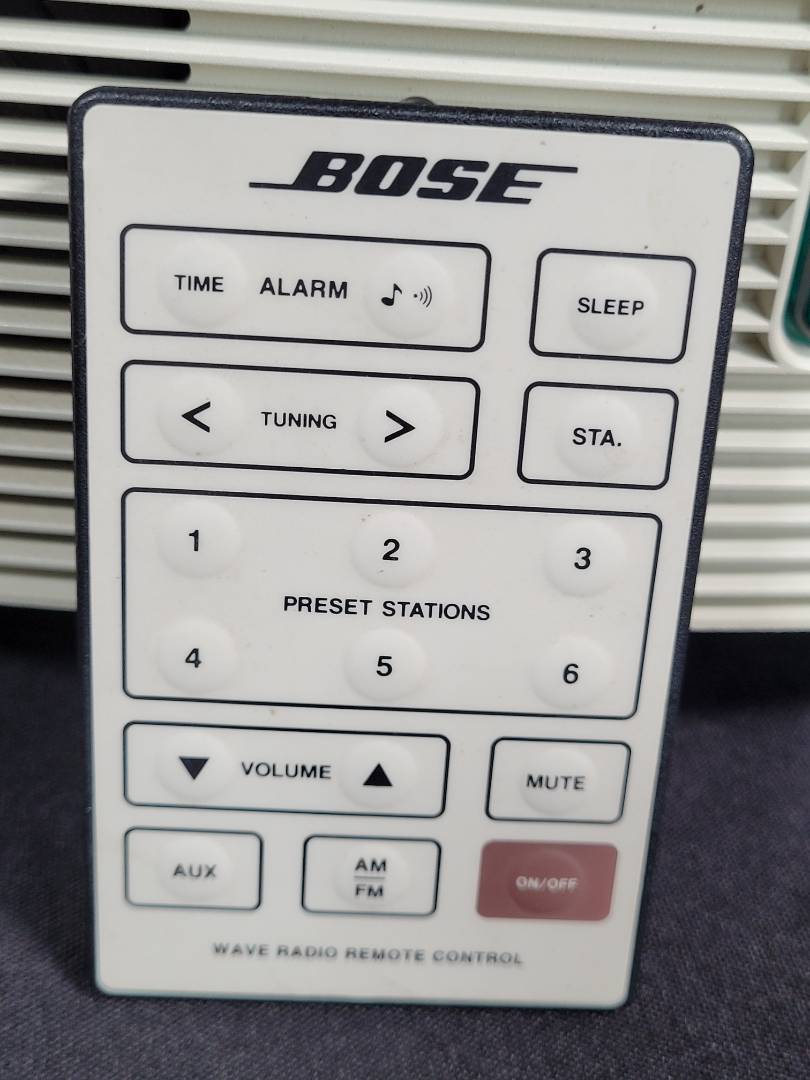 BOSE
TIME ALARM
SLEEP
< TUNING >
STA.
1 2 3
PRESET STATIONS
4 5 6
▼ VOLUME ▲
MUTE
AUX
AM
FM
ON/OFF
WAVE RADIO REMOTE CONTROL